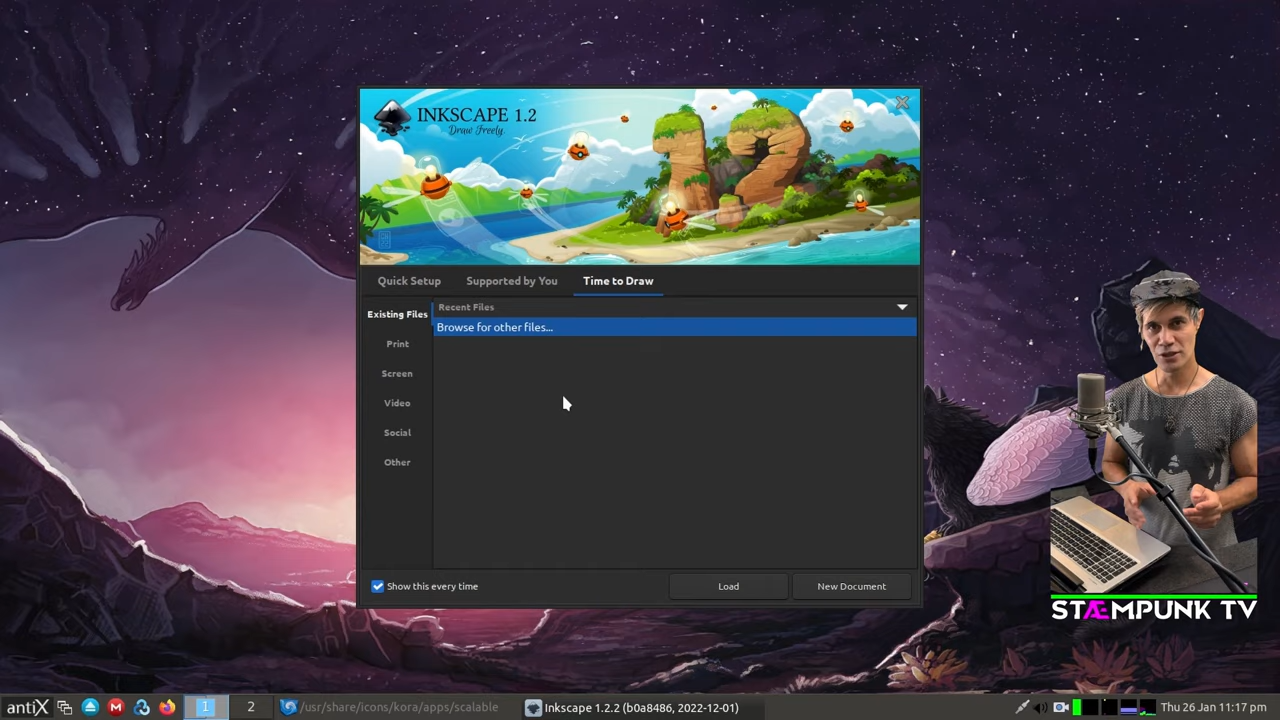 INKSCAPE 1.2
Draw Freely.
Quick Setup
Supported by You
Time to Draw
Existing Files
Print
Screen
Video
Social
Other
Recent Files
Browse for other files...
Show this every time
Load
New Document
STÆMPUNK TV
antiX
1
2
/usr/share/icons/kora/apps/scalable
Inkscape 1.2.2 (b0a8486, 2022-12-01)
Thu 26 Jan 11:17 pm